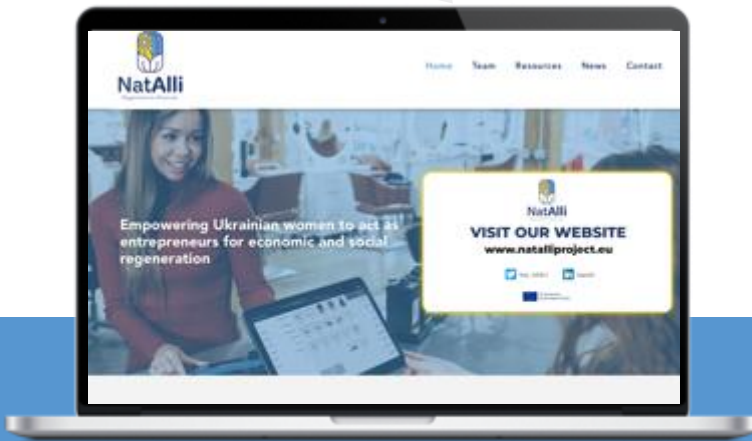 NatAlli
Home Team Resources News Contact
Empowering Ukrainian women to act as
entrepreneurs for economic and social
regeneration
NatAlli
VISIT OUR WEBSITE
www.natalliproject.eu